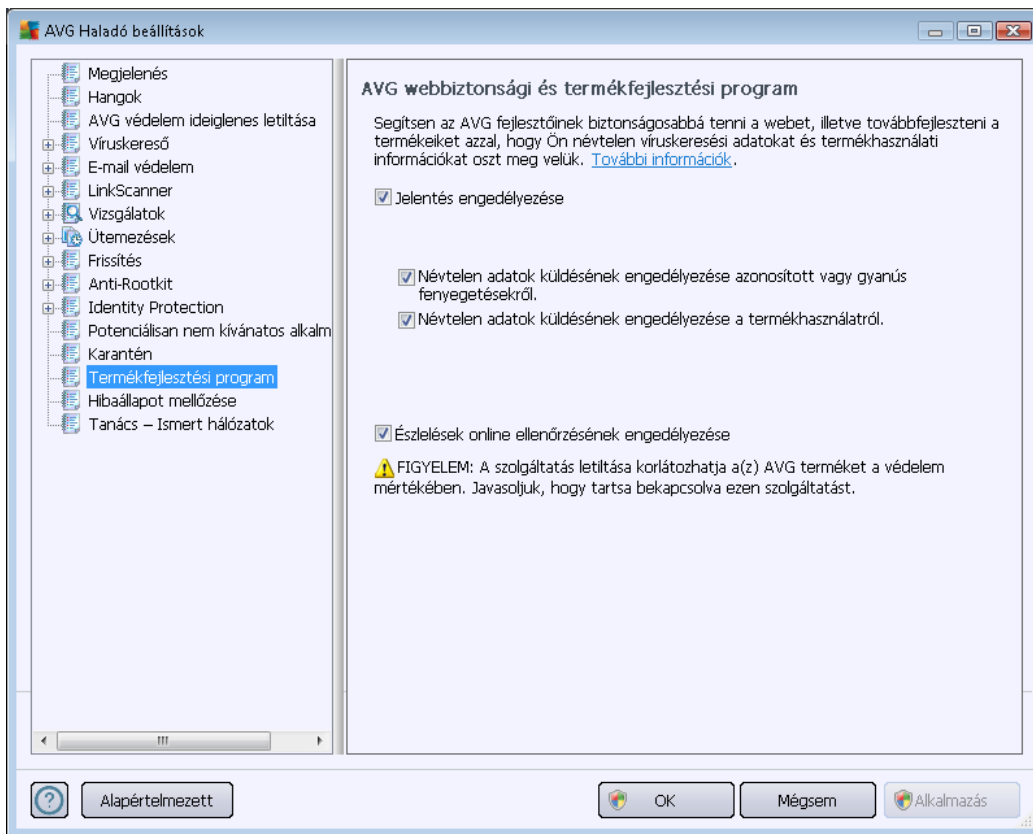 AVG Haladó beállítások
Megjelenés
Hangok
AVG védelem ideiglenes letiltása
Víruskereső
E-mail védelem
LinkScanner
Vizsgálatok
Ütemezések
Frissítés
Anti-Rootkit
Identity Protection
Potenciálisan nem kívánatos alkalm
Karantén
Termékfejlesztési program
Hibaállapot mellőzése
Tanács – Ismert hálózatok
AVG webbiztonsági és termékfejlesztési program
Segítsen az AVG fejlesztőinek biztonságosabbá tenni a webet, illetve továbbfejleszteni a
termékeiket azzal, hogy Ön névtelen víruskeresési adatokat és termékhasználati
információkat oszt meg velük. További információk.
Jelentés engedélyezése
Névtelen adatok küldésének engedélyezése azonosított vagy gyanús
fenyegetésekről.
Névtelen adatok küldésének engedélyezése a termékhasználatról.
Észlelések online ellenőrzésének engedélyezése
FIGYELEM: A szolgáltatás letiltása korlátozhatja a(z) AVG terméket a védelem
mértékében. Javasoljuk, hogy tartsa bekapcsolva ezen szolgáltatást.
Alapértelmezett
OK
Mégsem
Alkalmazás